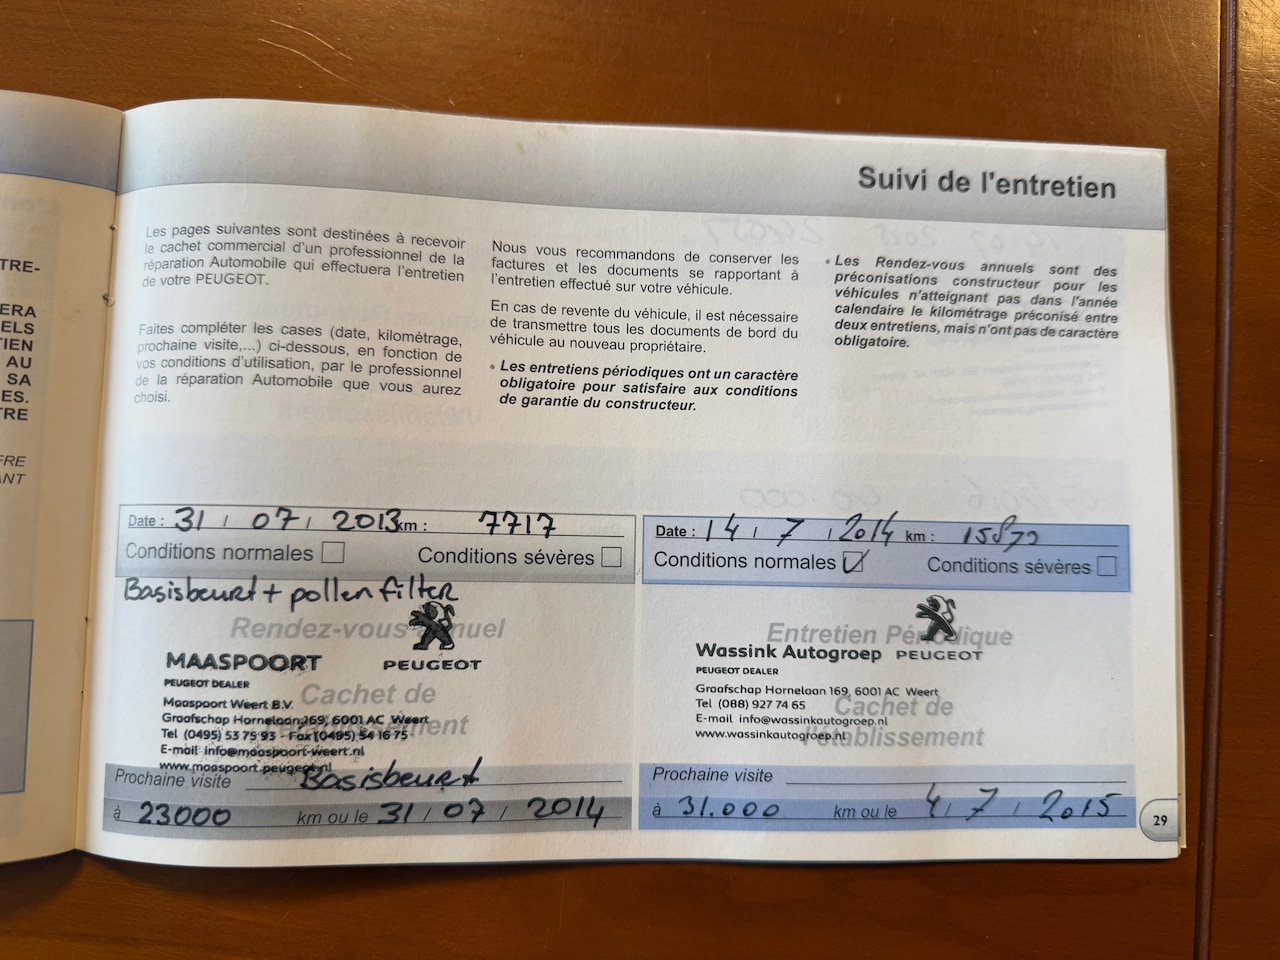 Suivi de l'entretien
Les pages suivantes sont destinées à recevoir
le cachet commercial d'un professionnel de la
réparation Automobile qui effectuera l'entretien
de votre PEUGEOT.
Faites compléter les cases (date, kilométrage,
prochaine visite,...) ci-dessous, en fonction de
vos conditions d'utilisation, par le professionnel
de la réparation Automobile que vous aurez
choisi.
Nous vous recommandons de conserver les
factures et les documents se rapportant à
l'entretien effectué sur votre véhicule.
En cas de revente du véhicule, il est nécessaire
de transmettre tous les documents de bord du
véhicule au nouveau propriétaire.
• Les entretiens périodiques ont un caractère
obligatoire pour satisfaire aux conditions
de garantie du constructeur.
• Les Rendez-vous annuels sont des
préconisations constructeur pour les
véhicules n'atteignant pas dans l'année
calendaire le kilométrage préconisé entre
deux entretiens, mais n'ont pas de caractère
obligatoire.
TRE-
ERA
ELS
TIEN
AU
SA
ES.
TRE
FRE
ANT
Date : 31 / 07 / 2013 km : 7717
Conditions normales Conditions sévères
Basisbeurt + pollenfilter
Rendez-vous annuel
MAASPOORT PEUGEOT
PEUGEOT DEALER
Cachet de
Maaspoort Weert B.V.
Graafschap Hornelaan 169, 6001 AC Weert
l'établissement
Tel (0495) 53 75 93 - Fax (0495) 54 16 75
E-mail info@maaspoort-weert.nl
www.maaspoort.peugeot.nl
Prochaine visite Basisbeurt
à 23000 km ou le 31 / 07 / 2014
Date : 14 / 7 / 2014 km :
Conditions normales Conditions sévères
Entretien Périodique
Wassink Autogroep PEUGEOT
PEUGEOT DEALER
Graafschap Hornelaan 169, 6001 AC Weert
Cachet de
Tel (088) 927 74 65
E-mail info@wassinkautogroep.nl
www.wassinkautogroep.nl
l'établissement
Prochaine visite
à 31.000 km ou le 4 / 7 / 2015
29